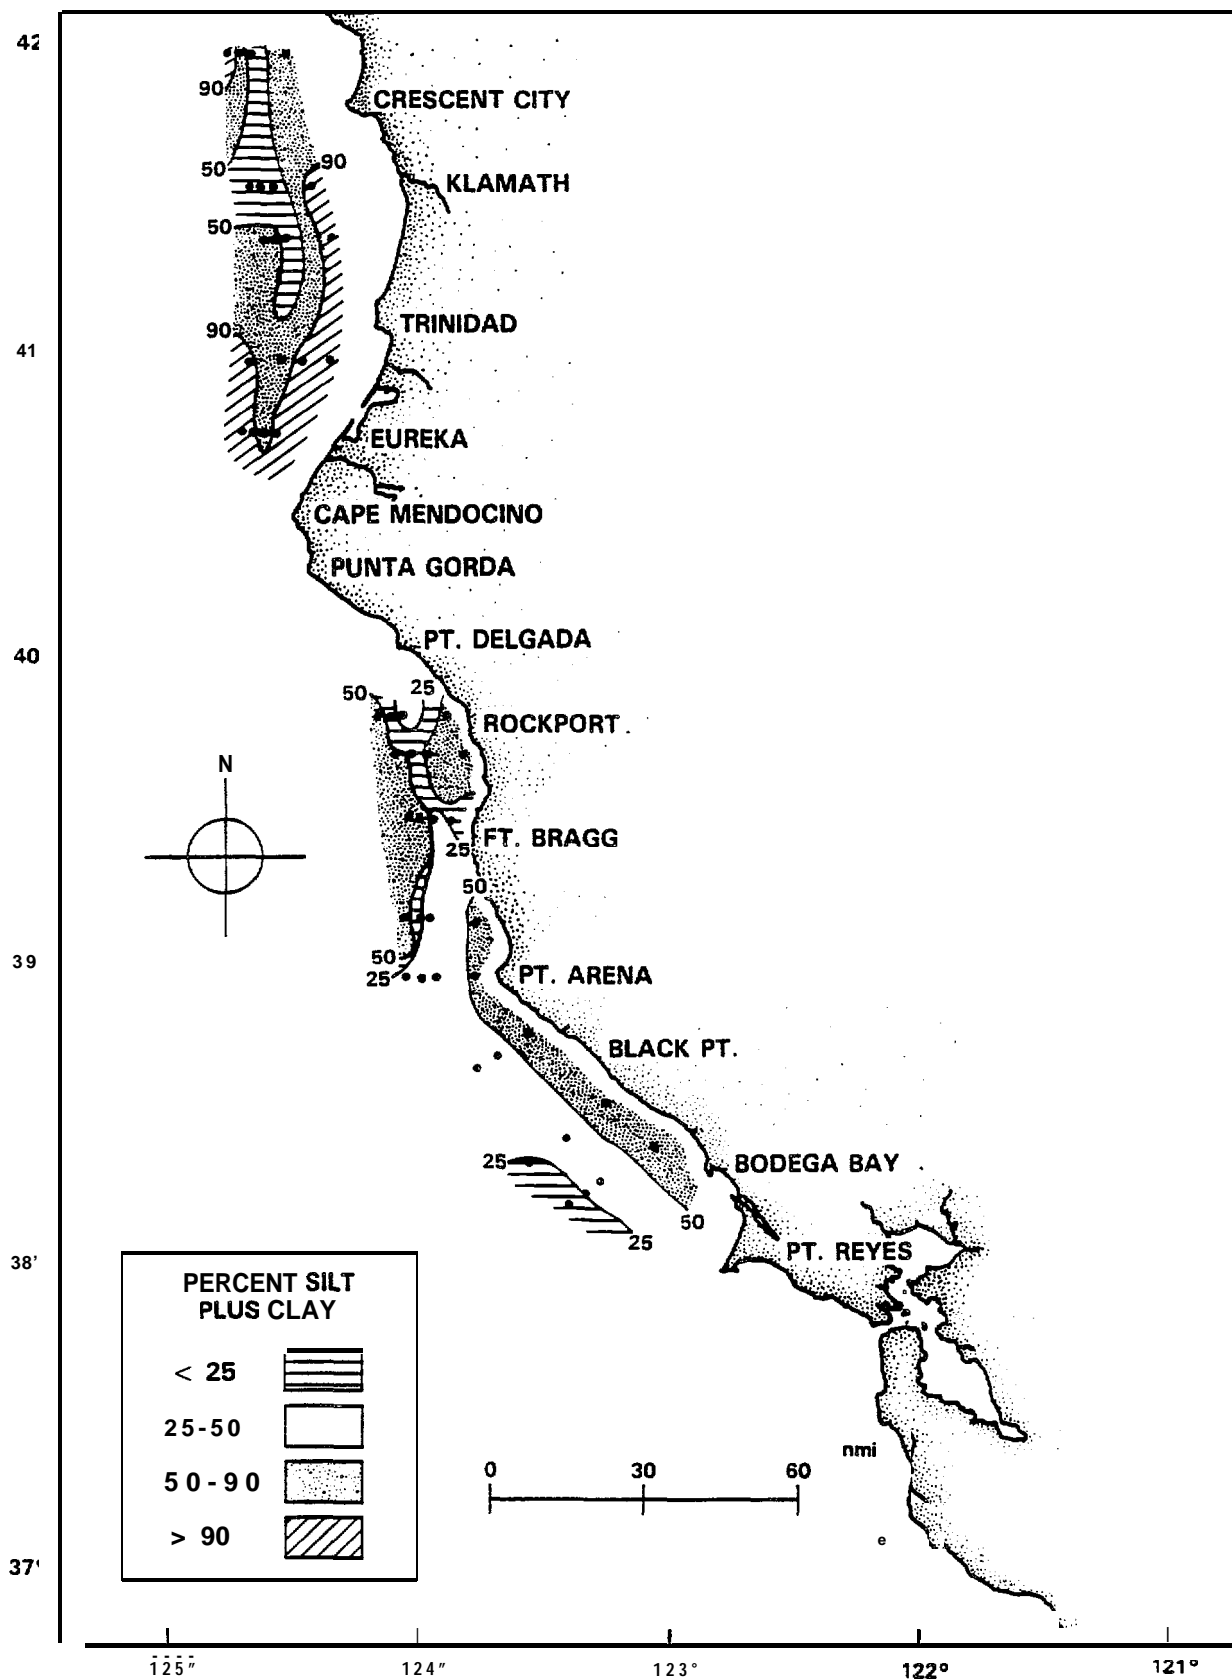 42
90
CRESCENT CITY
50
90
KLAMATH
50
TRINIDAD
90
41
EUREKA
CAPE MENDOCINO
PUNTA GORDA
PT. DELGADA
40
50
25
ROCKPORT.
N
FT. BRAGG
25
50
39
50
25
PT. ARENA
BLACK PT.
25
BODEGA BAY
50
25
PT. REYES
38'
PERCENT SILT
PLUS CLAY
< 25
25-50
50-90
> 90
nmi
0 30 60
e
37'
125" 124" 123° 122° 121°